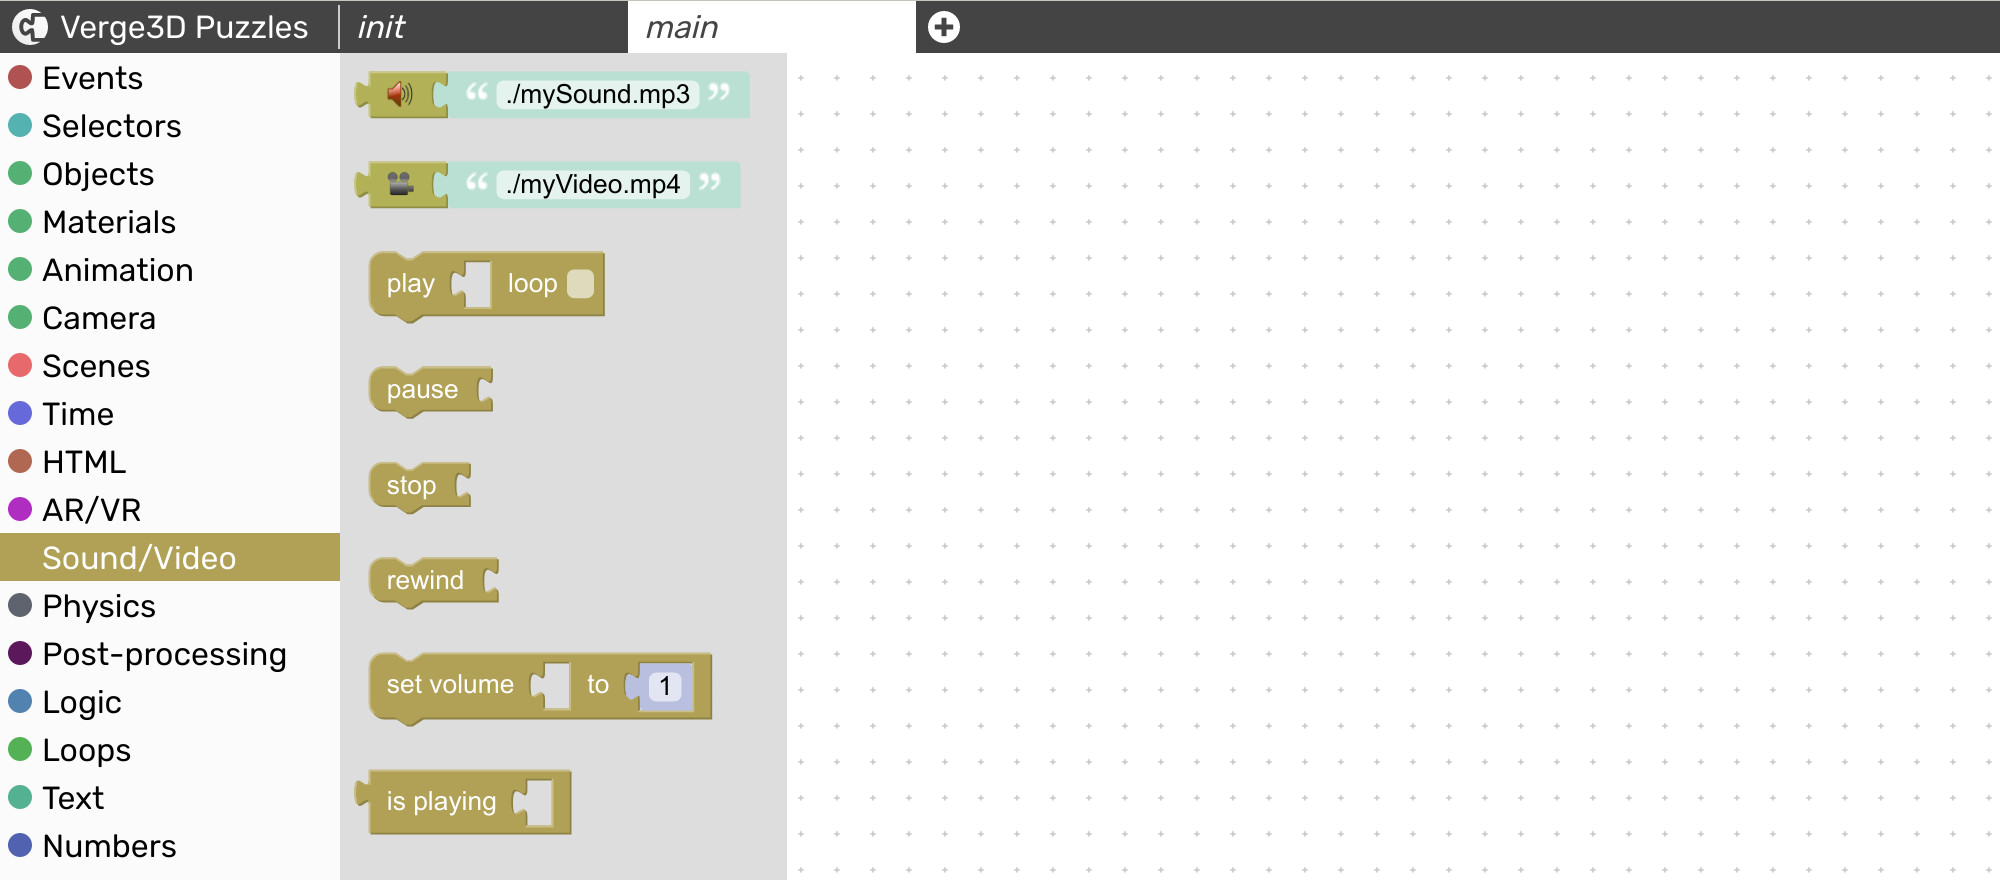 Verge3D Puzzles init main
Events
Selectors
Objects
Materials
Animation
Camera
Scenes
Time
HTML
AR/VR
Sound/Video
Physics
Post-processing
Logic
Loops
Text
Numbers
“ ./mySound.mp3 ”
“ ./myVideo.mp4 ”
play loop
pause
stop
rewind
set volume to 1
is playing